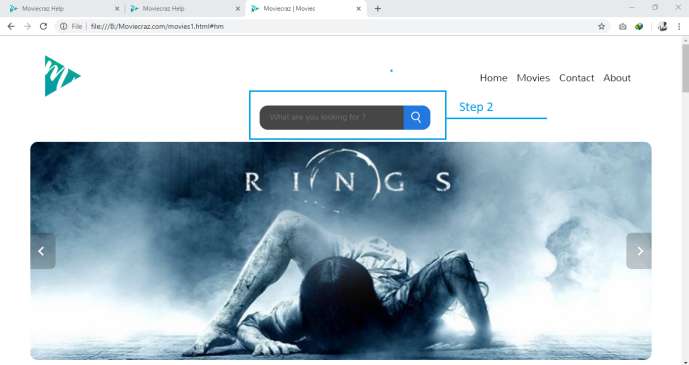 Moviecraz Help
Moviecraz Help
Moviecraz | Movies
File | file:///B:/Moviecraz.com/movies1.html#hm
Home Movies Contact About
What are you looking for ?
Step 2
RINGS